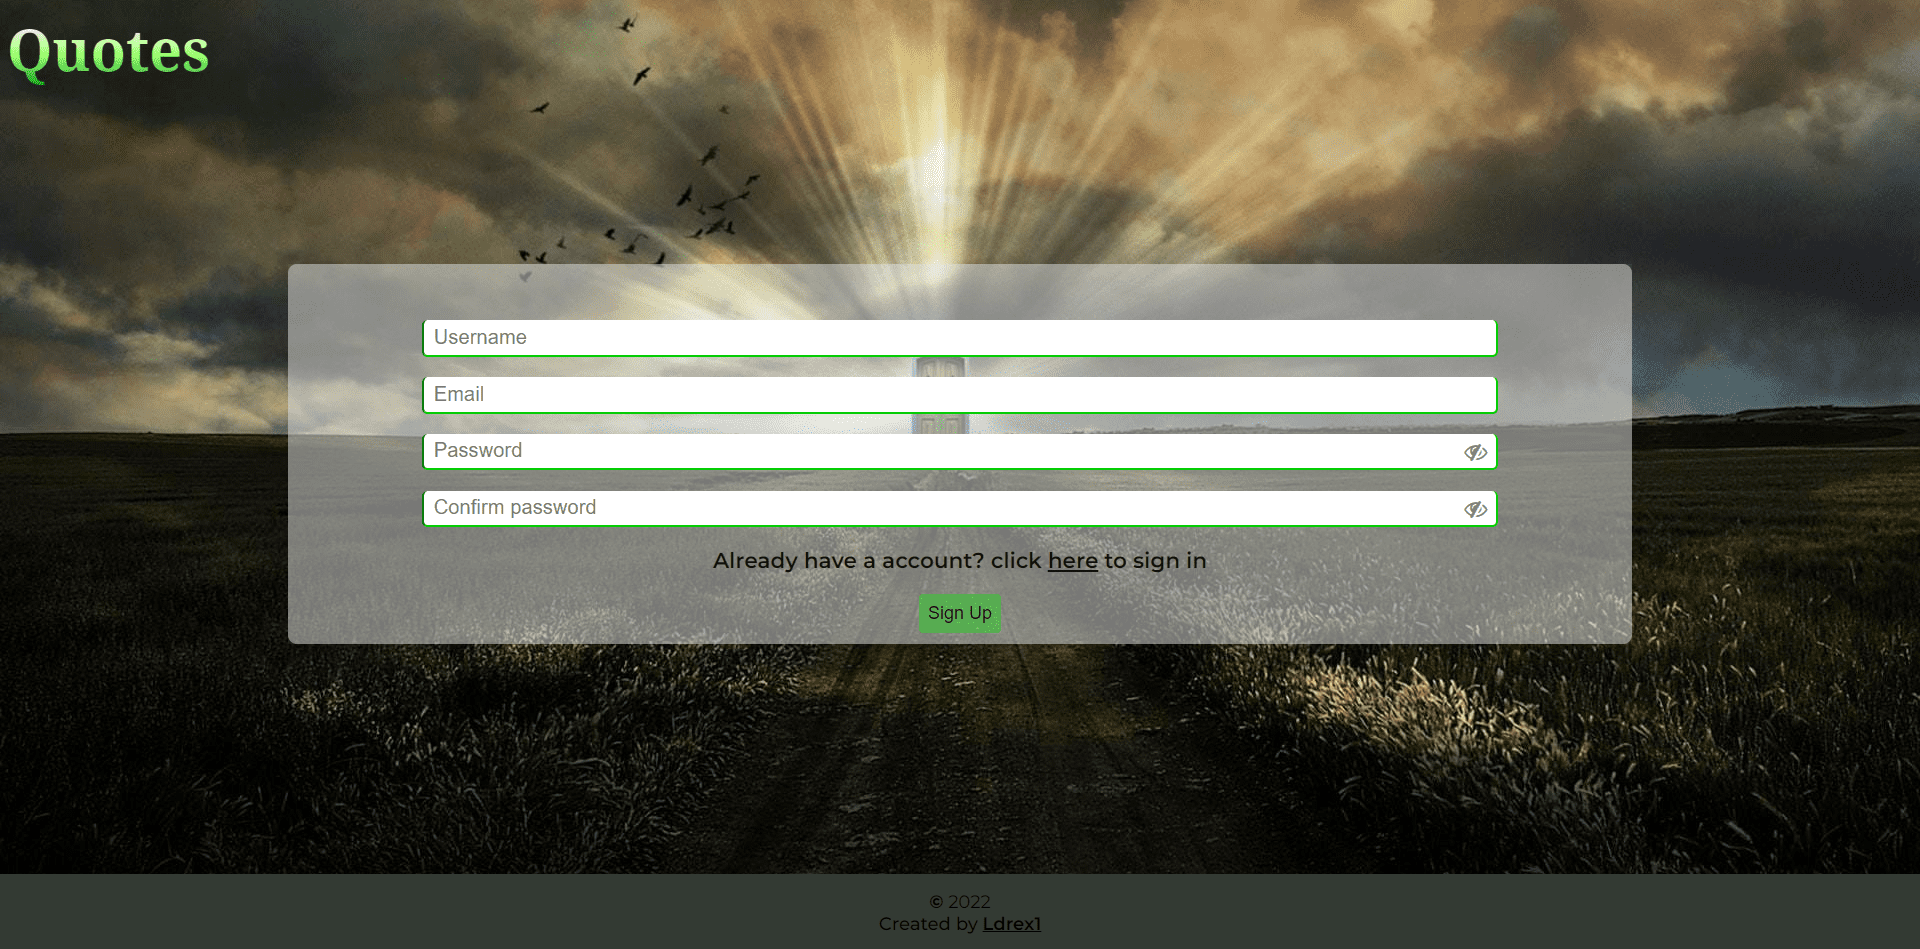 Quotes
Username
Email
Password
Confirm password
Already have a account? click here to sign in
Sign Up
© 2022
Created by Ldrex1